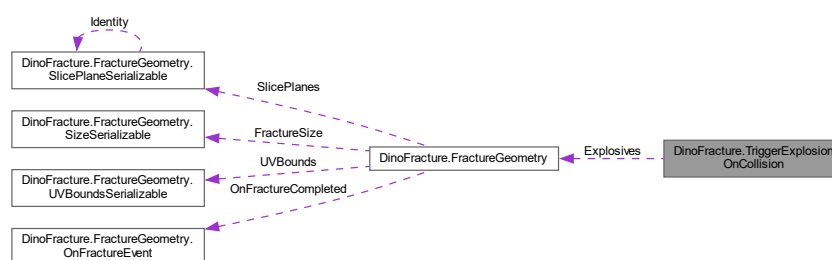 Identity
DinoFracture.FractureGeometry.
SlicePlaneSerializable
SlicePlanes
DinoFracture.FractureGeometry.
SizeSerializable
FractureSize
UVBounds
DinoFracture.FractureGeometry.
UVBoundsSerializable
OnFractureCompleted
DinoFracture.FractureGeometry.
OnFractureEvent
DinoFracture.FractureGeometry
Explosives
DinoFracture.TriggerExplosion
OnCollision